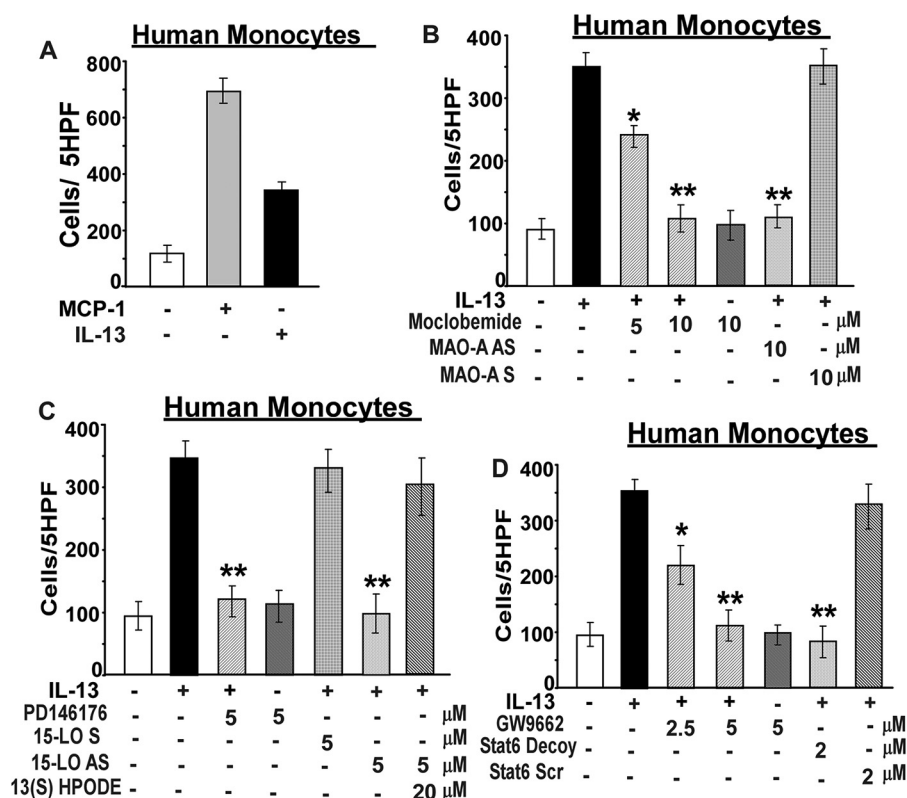 A
Human Monocytes
Cells/ 5HPF
800
600
400
200
0
MCP-1 - + -
IL-13 - - +
B
Human Monocytes
Cells/5HPF
400
300
200
100
0
*
**
**
IL-13 - + + + - + +
Moclobemide - - 5 10 10 - - μM
MAO-A AS - - - - - 10 - μM
MAO-A S - - - - - - 10 μM
C
Human Monocytes
Cells/5HPF
400
300
200
100
0
**
**
IL-13 - + + - + + +
PD146176 - - 5 5 - - - μM
15-LO S - - - - 5 - - μM
15-LO AS - - - - - 5 5 μM
13(S) HPODE - - - - - - 20 μM
D
Human Monocytes
Cells/5HPF
400
300
200
100
0
*
**
**
IL-13 - + + + - + +
GW9662 - - 2.5 5 5 - - μM
Stat6 Decoy - - - - - 2 - μM
Stat6 Scr - - - - - - 2 μM